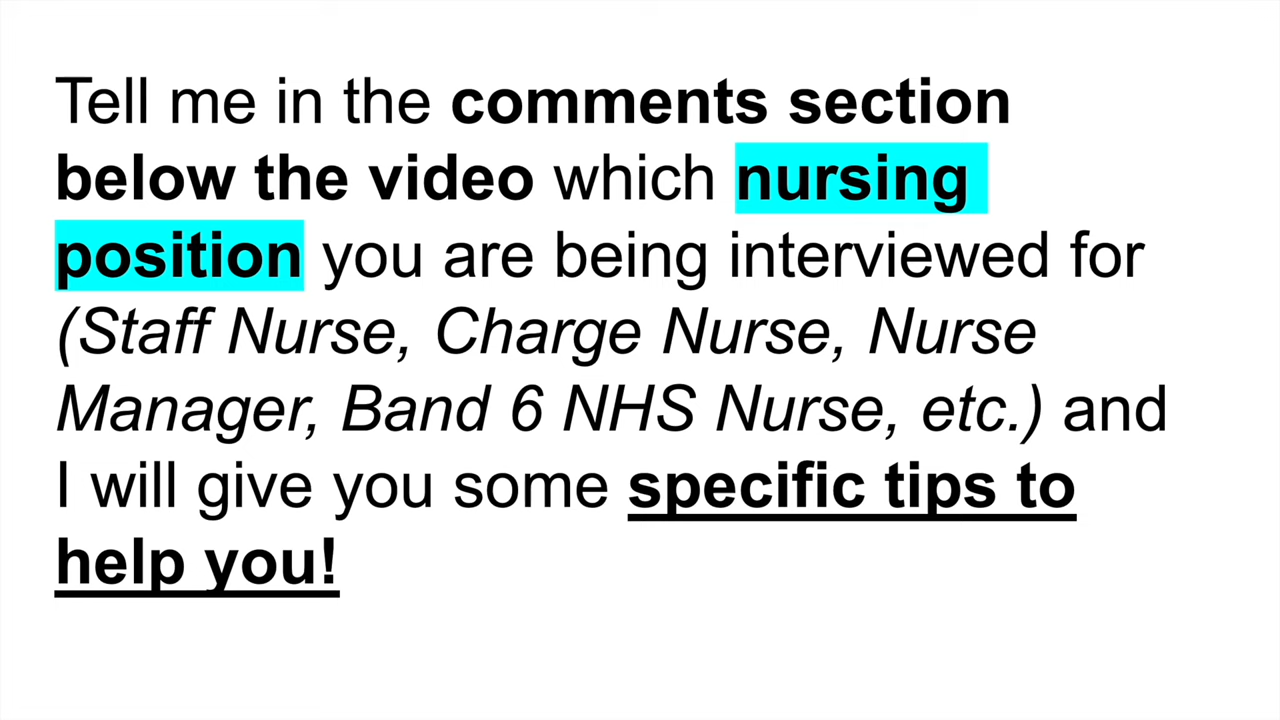 Tell me in the comments section
below the video which nursing
position you are being interviewed for
(Staff Nurse, Charge Nurse, Nurse
Manager, Band 6 NHS Nurse, etc.) and
I will give you some specific tips to
help you!